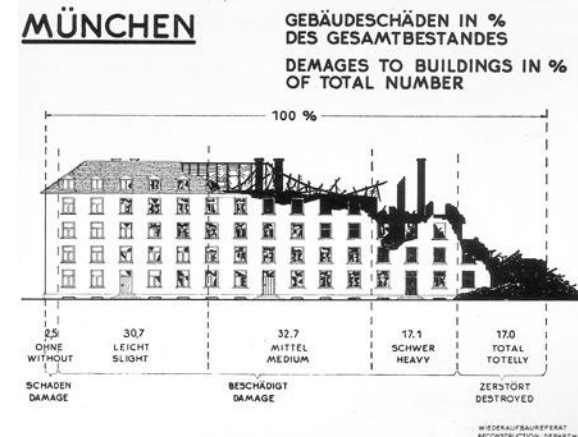 MÜNCHEN
GEBÄUDESCHÄDEN IN %
DES GESAMTBESTANDES
DEMAGES TO BUILDINGS IN %
OF TOTAL NUMBER
100 %
2,5 30,7 32.7 17.1 17.0
OHNE LEICHT MITTEL SCHWER TOTAL
WITHOUT SLIGHT MEDIUM HEAVY TOTELLY
SCHADEN BESCHÄDIGT ZERSTÖRT
DAMAGE DAMAGE DESTROYED
WIEDERAUFBAUREFERAT
RECONSTRUCTION